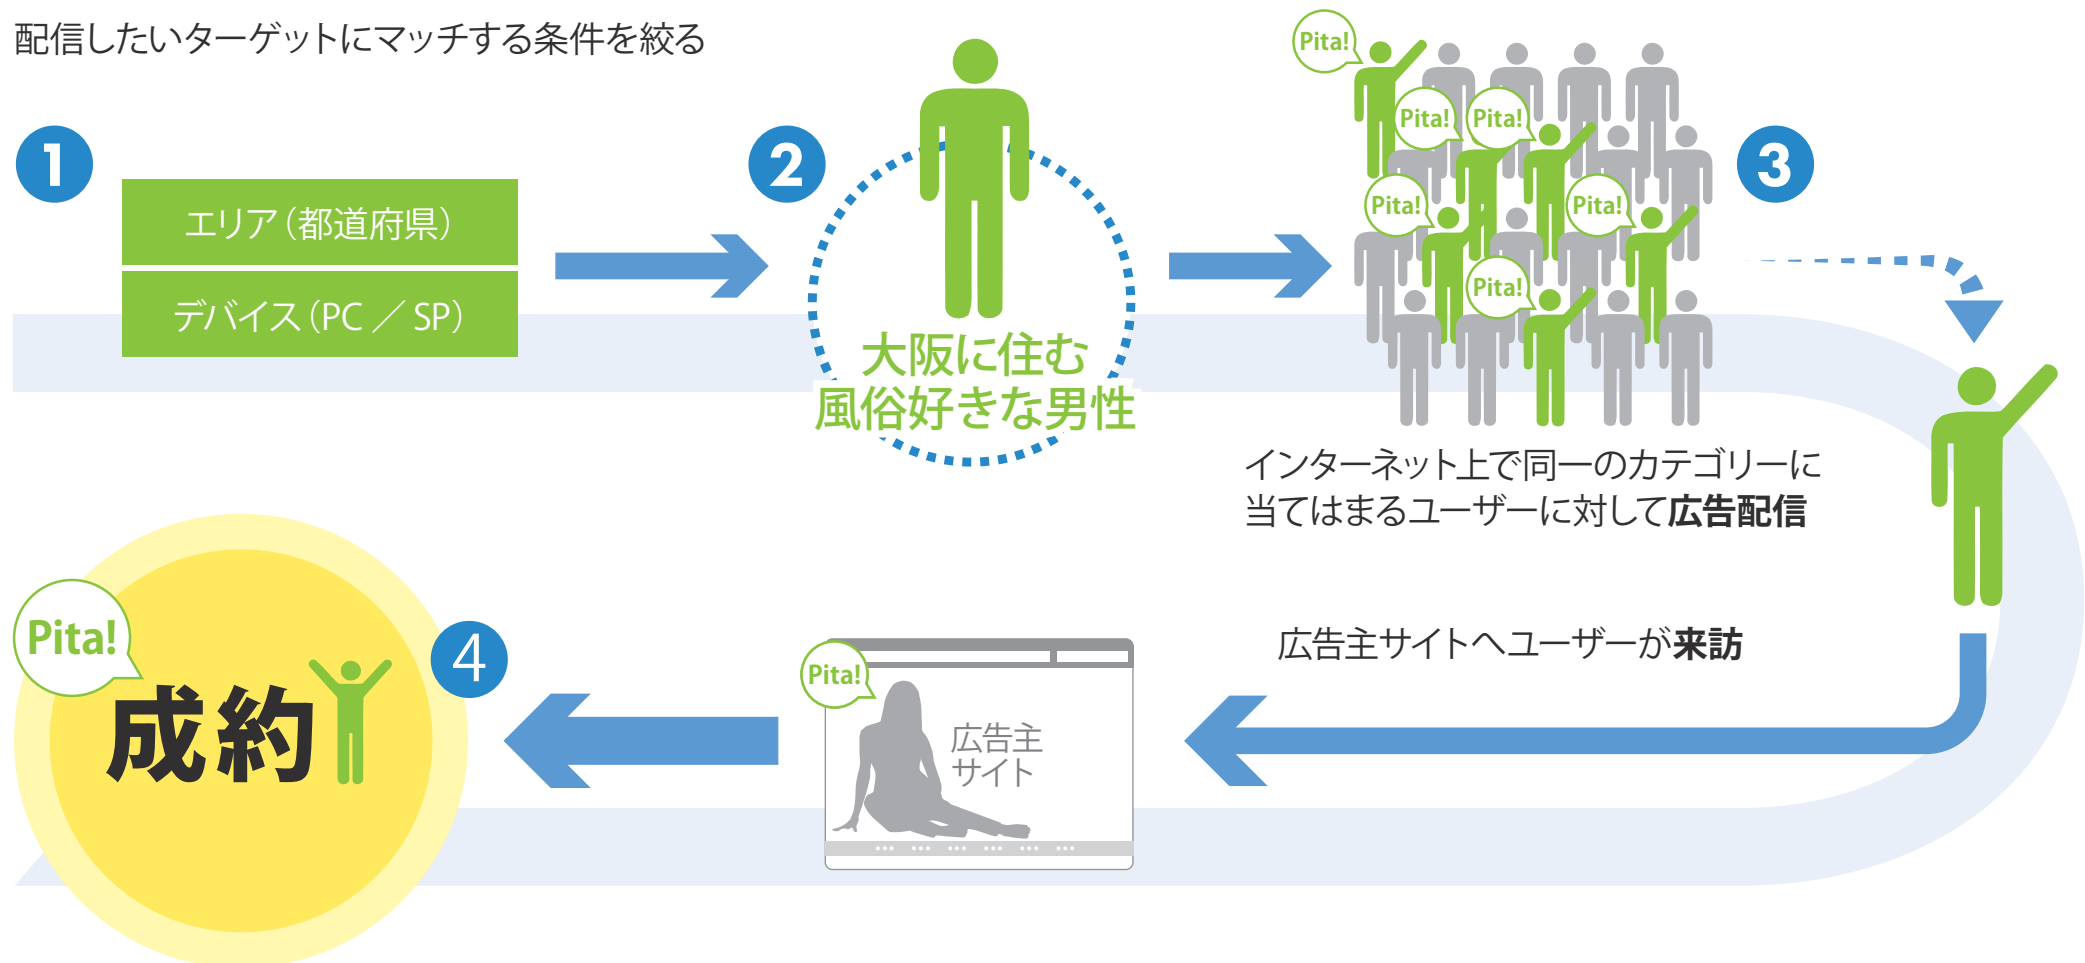 配信したいターゲットにマッチする条件を絞る
1
エリア（都道府県）
デバイス（PC ／ SP）
2
大阪に住む
風俗好きな男性
Pita!
Pita!
Pita!
Pita!
Pita!
Pita!
3
インターネット上で同一のカテゴリーに
当てはまるユーザーに対して広告配信
広告主サイトへユーザーが来訪
Pita!
広告主
サイト
4
Pita!
成約